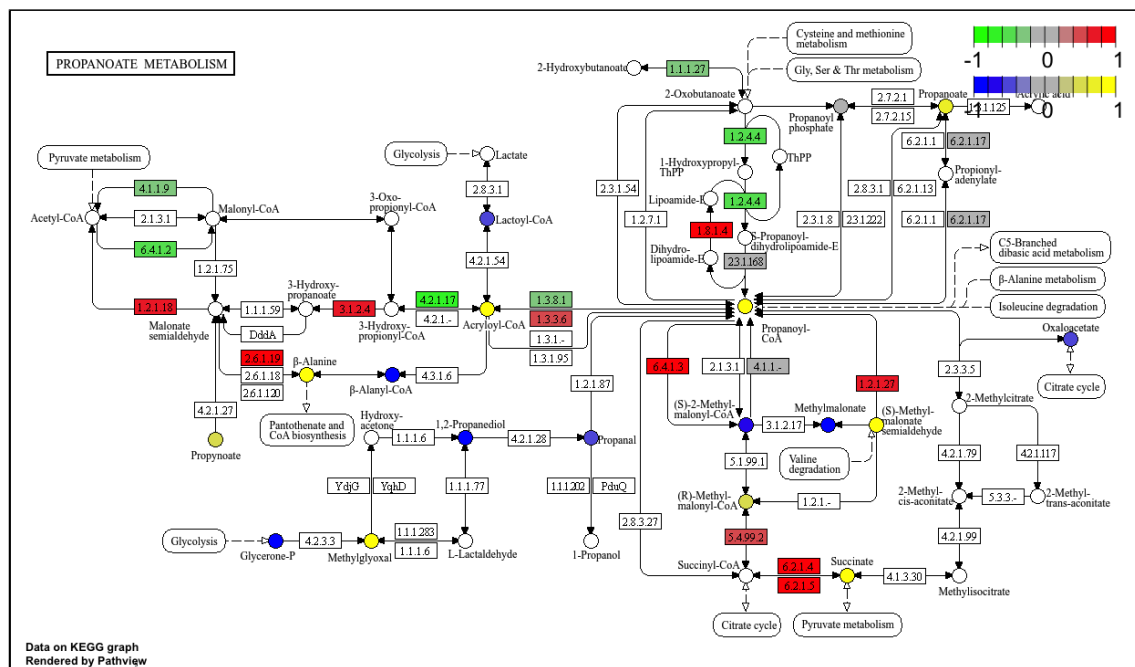 PROPANOATE METABOLISM
Cysteine and methionine
metabolism
Gly, Ser & Thr metabolism
-1
0
1
-1
0
1
2-Hydroxybutanoate
1.1.1.27
2-Oxobutanoate
Propanoyl
phosphate
2.7.2.1
2.7.2.15
Propanoate
1.3.1.125
Acrylic acid
1.2.4.4
ThPP
6.2.1.1
6.2.1.17
Pyruvate metabolism
Glycolysis
Lactate
1-Hydroxypropyl-
ThPP
Propionyl-
adenylate
4.1.1.9
2.8.3.1
2.3.1.54
Lipoamide-E
1.2.4.4
2.8.3.1
6.2.1.13
Acetyl-CoA
2.1.3.1
Malonyl-CoA
3-Oxo-
propionyl-CoA
Lactoyl-CoA
1.2.7.1
2.3.1.8
2.3.1.222
6.2.1.1
6.2.1.17
6.4.1.2
1.8.1.4
S-Propanoyl-
dihydrolipoamide-E
C5-Branched
dibasic acid metabolism
1.2.1.75
4.2.1.54
Dihydro-
lipoamide-E
2.3.1.168
β-Alanine metabolism
3-Hydroxy-
propanoate
1.2.1.18
1.1.1.59
3.1.2.4
4.2.1.17
4.2.1.-
1.3.8.1
1.3.3.6
1.3.1.-
1.3.1.95
Isoleucine degradation
Malonate
semialdehyde
DddA
3-Hydroxy-
propionyl-CoA
Acryloyl-CoA
Propanoyl-
CoA
Oxaloacetate
2.6.1.19
2.6.1.18
2.6.1.120
β-Alanine
β-Alanyl-CoA
4.3.1.6
1.2.1.87
6.4.1.3
2.1.3.1
4.1.1.-
1.2.1.27
2.3.3.5
Citrate cycle
4.2.1.27
Pantothenate and
CoA biosynthesis
Hydroxy-
acetone
1,2-Propanediol
(S)-2-Methyl-
malonyl-CoA
Methylmalonate
(S)-Methyl-
malonate
semialdehyde
2-Methylcitrate
Propynoate
1.1.1.6
4.2.1.28
Propanal
3.1.2.17
Valine
degradation
4.2.1.79
4.2.1.117
YdjG
YqhD
1.1.1.77
1.1.1.202
PduQ
5.1.99.1
(R)-Methyl-
malonyl-CoA
1.2.1.-
2-Methyl-
cis-aconitate
5.3.3.-
2-Methyl-
trans-aconitate
2.8.3.27
Glycolysis
Glycerone-P
4.2.3.3
Methylglyoxal
1.1.1.283
1.1.1.6
L-Lactaldehyde
1-Propanol
5.4.99.2
4.2.1.99
Succinyl-CoA
6.2.1.4
6.2.1.5
Succinate
4.1.3.30
Methylisocitrate
Citrate cycle
Pyruvate metabolism
Data on KEGG graph
Rendered by Pathview